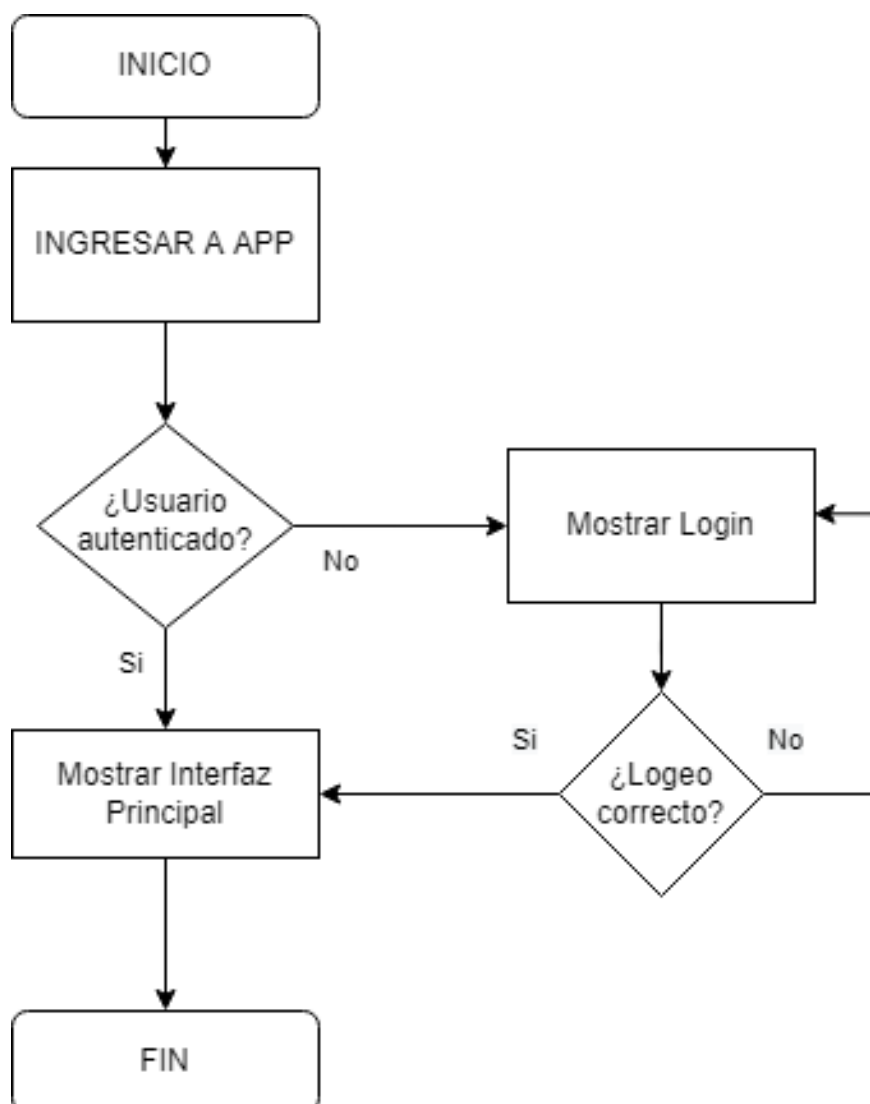 INICIO
INGRESAR A APP
¿Usuario
autenticado?
No
Mostrar Login
Si
Mostrar Interfaz
Principal
Si
¿Logeo
correcto?
No
FIN